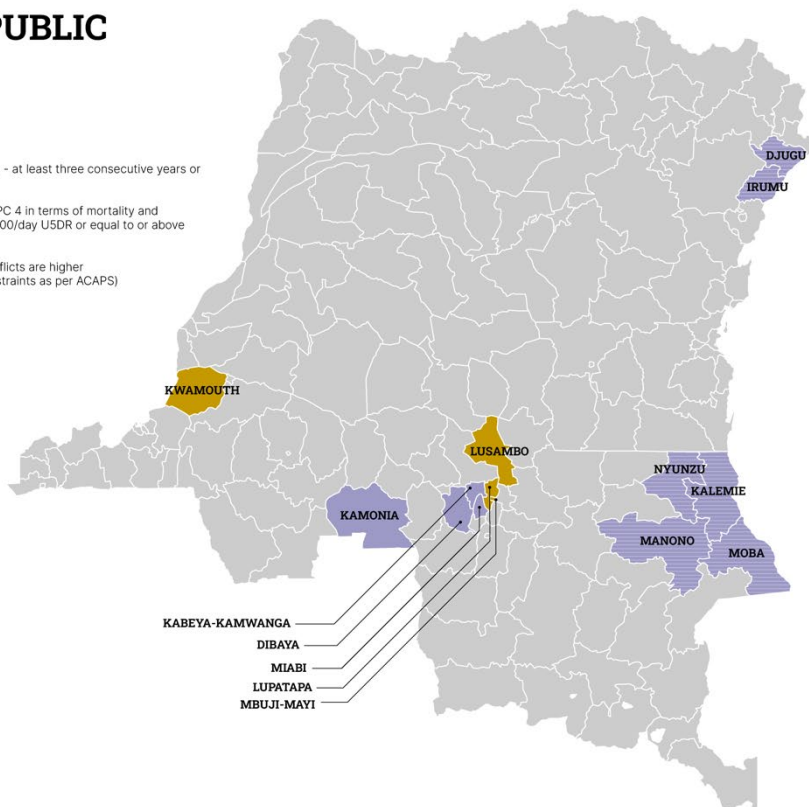 PUBLIC
- at least three consecutive years or
PC 4 in terms of mortality and
00/day U5DR or equal to or above
flicts are higher
straints as per ACAPS)
DJUGU
IRUMU
KWAMOUTH
LUSAMBO
NYUNZU
KALEMIE
KAMONIA
MANONO
MOBA
KABEYA-KAMWANGA
DIBAYA
MIABI
LUPATAPA
MBUJI-MAYI